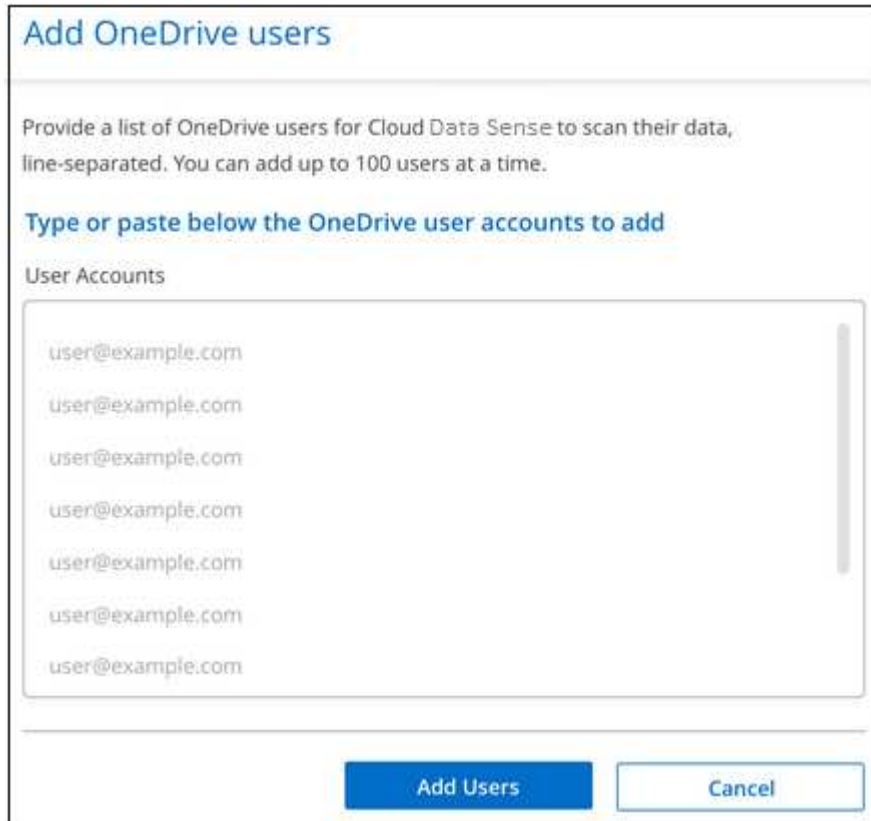 Add OneDrive users
Provide a list of OneDrive users for Cloud Data Sense to scan their data,
line-separated. You can add up to 100 users at a time.
Type or paste below the OneDrive user accounts to add
User Accounts
user@example.com
user@example.com
user@example.com
user@example.com
user@example.com
user@example.com
user@example.com
Add Users
Cancel